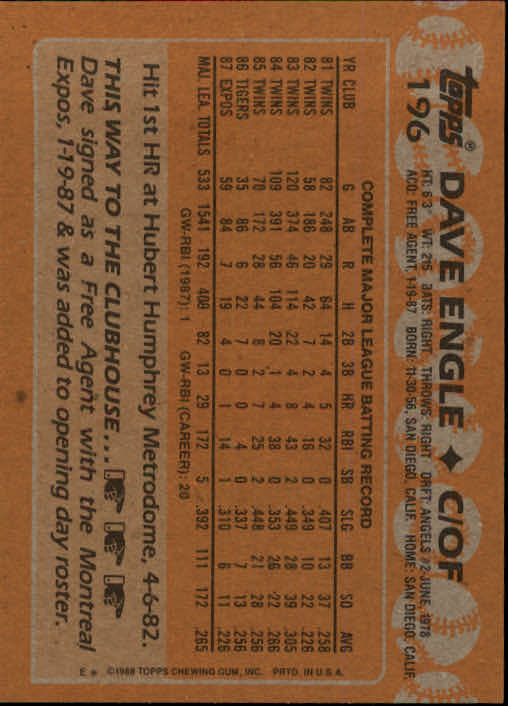 topps®
196
DAVE ENGLE ✦ C/OF
HT: 6'3" WT: 215 BATS: RIGHT THROWS: RIGHT DRFT: ANGELS #2-JUNE, 1978
ACQ: FREE AGENT, 1-19-87 BORN: 11-30-56, SAN DIEGO, CALIF. HOME: SAN DIEGO, CALIF.
COMPLETE MAJOR LEAGUE BATTING RECORD
YR CLUB G AB R H 2B 3B HR RBI SB SLG BB SO AVG
81 TWINS 82 248 29 64 14 4 5 32 0 .407 13 37 .258
82 TWINS 58 186 20 42 7 2 4 16 0 .349 10 22 .226
83 TWINS 120 374 46 114 22 4 8 43 2 .449 28 39 .305
84 TWINS 109 391 56 104 20 1 4 38 0 .353 26 22 .266
85 TWINS 70 172 28 44 8 2 7 25 2 .448 21 28 .256
86 TIGERS 35 86 6 22 7 0 0 4 0 .337 7 13 .256
87 EXPOS 59 84 7 19 4 0 1 14 1 .310 6 11 .226
MAJ. LEA. TOTALS 533 1541 192 409 82 13 29 172 5 .392 111 172 .265
GW-RBI (1987): 1 GW-RBI (CAREER): 20
Hit 1st HR at Hubert Humphrey Metrodome, 4-6-82.
THIS WAY TO THE CLUBHOUSE...
Dave signed as a Free Agent with the Montreal
Expos, 1-19-87 & was added to opening day roster.
E * ©1988 TOPPS CHEWING GUM, INC. PRTD. IN U.S.A.